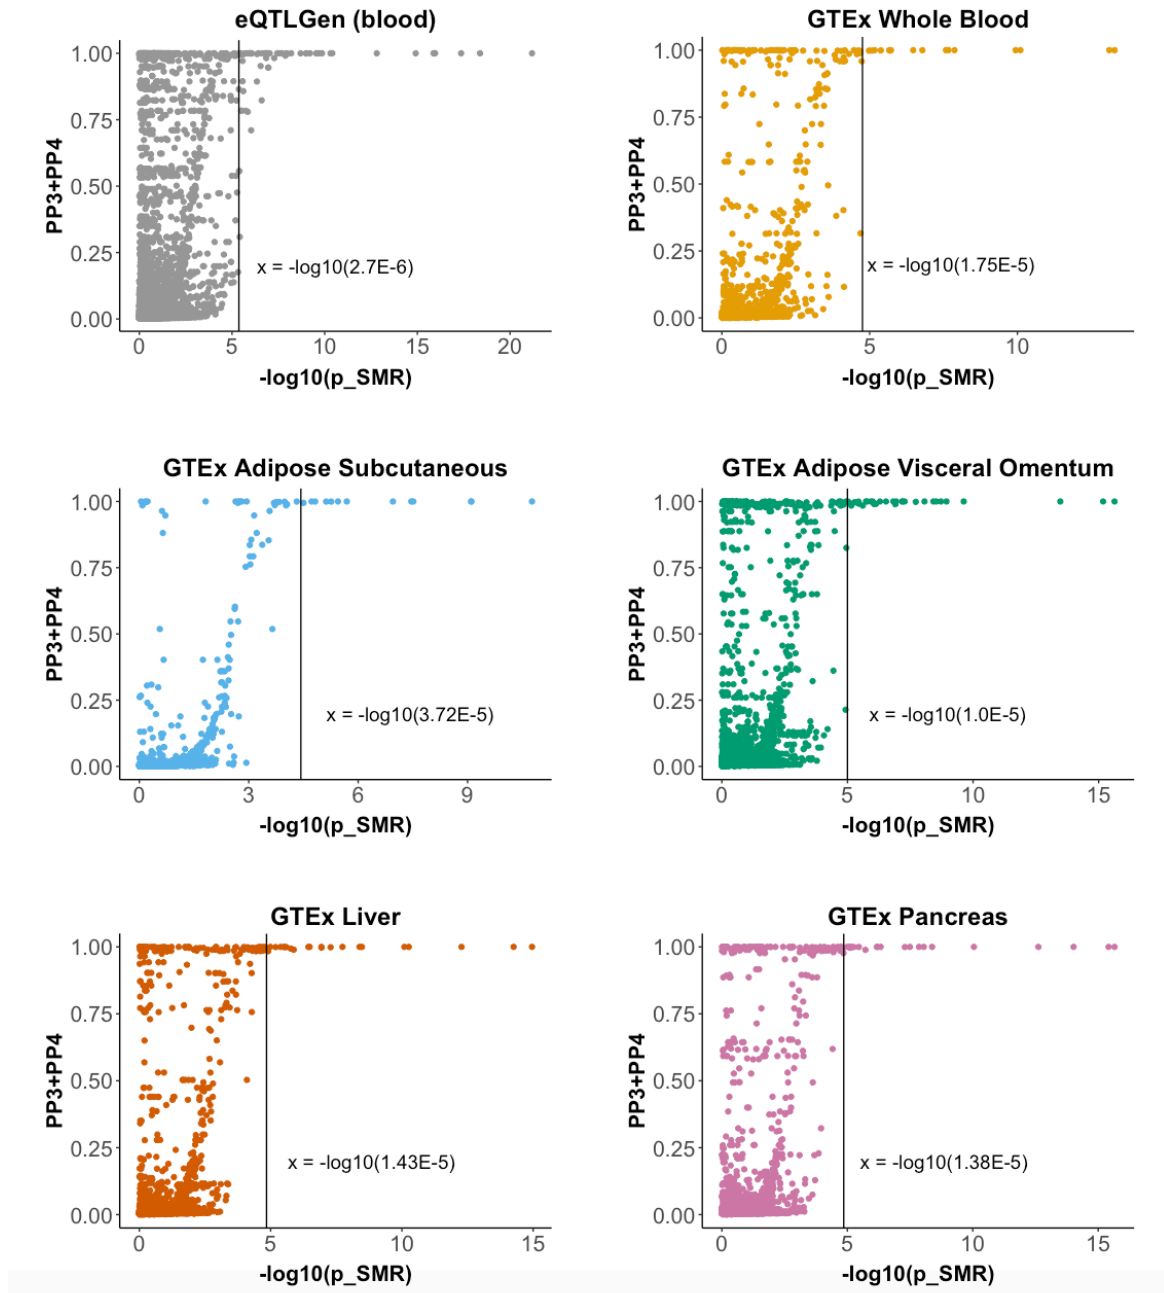 eQTLGen (blood)
GTEx Whole Blood
1.00
0.75
0.50
0.25
0.00
PP3+PP4
x = -log10(2.7E-6)
0 5 10 15 20
-log10(p_SMR)
1.00
0.75
0.50
0.25
0.00
PP3+PP4
x = -log10(1.75E-5)
0 5 10
-log10(p_SMR)
GTEx Adipose Subcutaneous
GTEx Adipose Visceral Omentum
1.00
0.75
0.50
0.25
0.00
PP3+PP4
x = -log10(3.72E-5)
0 3 6 9
-log10(p_SMR)
1.00
0.75
0.50
0.25
0.00
PP3+PP4
x = -log10(1.0E-5)
0 5 10 15
-log10(p_SMR)
GTEx Liver
GTEx Pancreas
1.00
0.75
0.50
0.25
0.00
PP3+PP4
x = -log10(1.43E-5)
0 5 10 15
-log10(p_SMR)
1.00
0.75
0.50
0.25
0.00
PP3+PP4
x = -log10(1.38E-5)
0 5 10 15
-log10(p_SMR)